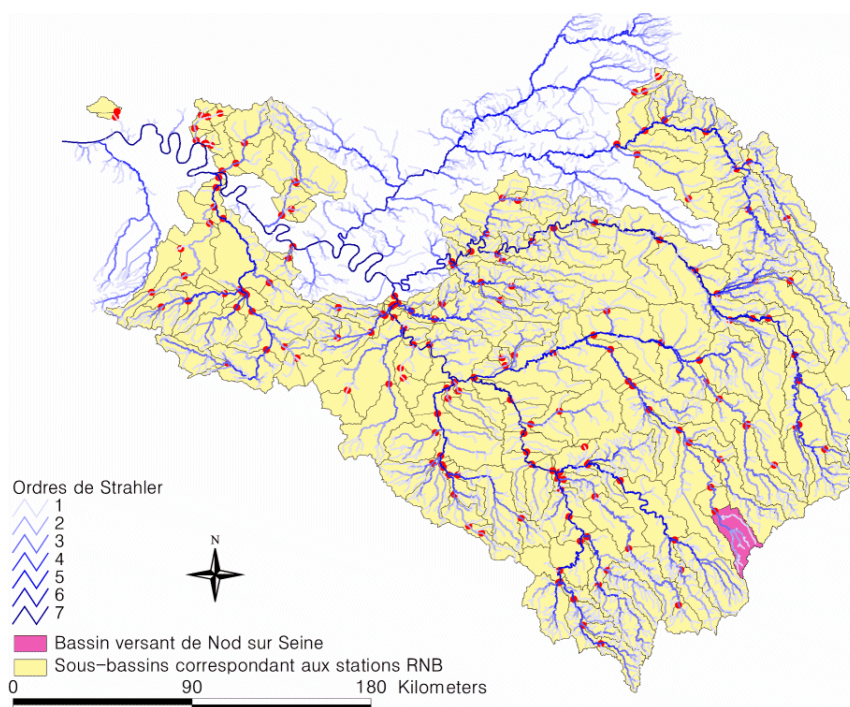 Ordres de Strahler
1
2
3
4
5
6
7
N
Bassin versant de Nod sur Seine
Sous-bassins correspondant aux stations RNB
0 90 180 Kilometers